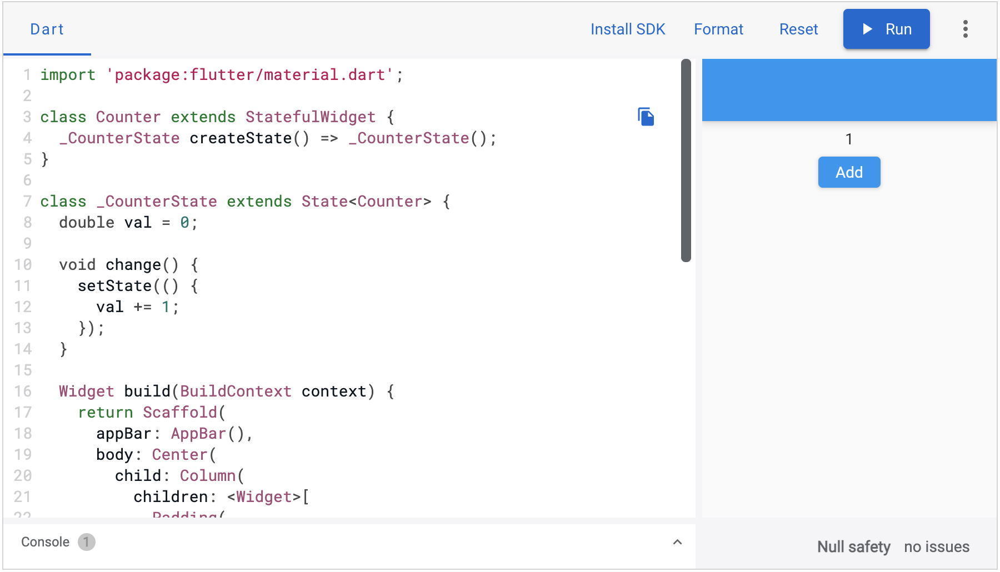 Dart Install SDK Format Reset Run
1 import 'package:flutter/material.dart';
2
3 class Counter extends StatefulWidget {
4   _CounterState createState() => _CounterState();
5 }
6
7 class _CounterState extends State<Counter> {
8   double val = 0;
9
10   void change() {
11     setState(() {
12       val += 1;
13     });
14   }
15
16   Widget build(BuildContext context) {
17     return Scaffold(
18       appBar: AppBar(),
19       body: Center(
20         child: Column(
21           children: <Widget>[
22             Padding(
1
Add
Console 1
Null safety no issues